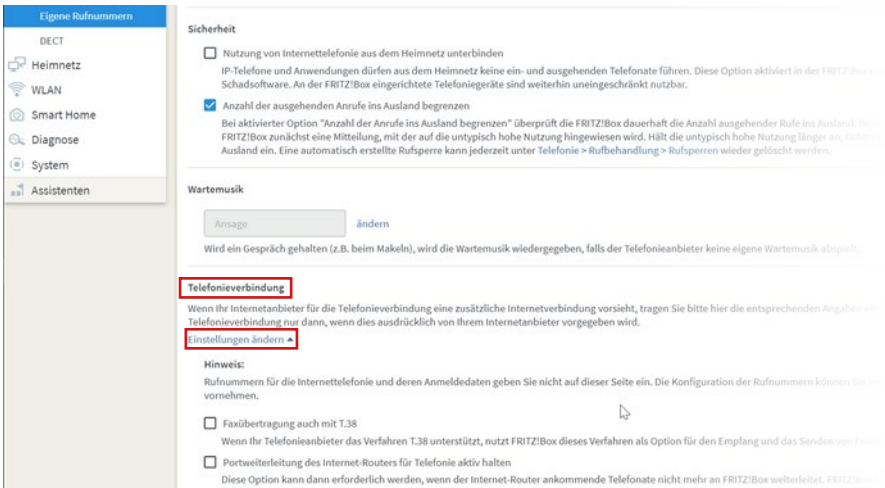 Eigene Rufnummern
DECT
Heimnetz
WLAN
Smart Home
Diagnose
System
Assistenten
Sicherheit
Nutzung von Internettelefonie aus dem Heimnetz unterbinden
IP-Telefone und Anwendungen dürfen aus dem Heimnetz keine ein- und ausgehenden Telefonate führen. Diese Option aktiviert in der FRITZ!Box
Schadsoftware. An der FRITZ!Box eingerichtete Telefoniegeräte sind weiterhin uneingeschränkt nutzbar.
Anzahl der ausgehenden Anrufe ins Ausland begrenzen
Bei aktivierter Option "Anzahl der Anrufe ins Ausland begrenzen" überprüft die FRITZ!Box dauerhaft die Anzahl ausgehender Rufe ins Ausland.
FRITZ!Box zunächst eine Mitteilung, mit der auf die untypisch hohe Nutzung hingewiesen wird. Hält die untypisch hohe Nutzung länger an,
Ausland ein. Eine automatisch erstellte Rufsperre kann jederzeit unter Telefonie > Rufbehandlung > Rufsperren wieder gelöscht werden.
Wartemusik
Ansage
ändern
Wird ein Gespräch gehalten (z.B. beim Makeln), wird die Wartemusik wiedergegeben, falls der Telefonieanbieter keine eigene Wartemusik abspielt.
Telefonieverbindung
Wenn Ihr Internetanbieter für die Telefonieverbindung eine zusätzliche Internetverbindung vorsieht, tragen Sie bitte hier die entsprechenden Angaben
Telefonieverbindung nur dann, wenn dies ausdrücklich von Ihrem Internetanbieter vorgegeben wird.
Einstellungen ändern
Hinweis:
Rufnummern für die Internettelefonie und deren Anmeldedaten geben Sie nicht auf dieser Seite ein. Die Konfiguration der Rufnummern können Sie
vornehmen.
Faxübertragung auch mit T.38
Wenn Ihr Telefonieanbieter das Verfahren T.38 unterstützt, nutzt FRITZ!Box dieses Verfahren als Option für den Empfang und das Senden von
Portweiterleitung des Internet-Routers für Telefonie aktiv halten
Diese Option kann dann erforderlich werden, wenn der Internet-Router ankommende Telefonate nicht mehr an FRITZ!Box weiterleitet. FRITZ!Box